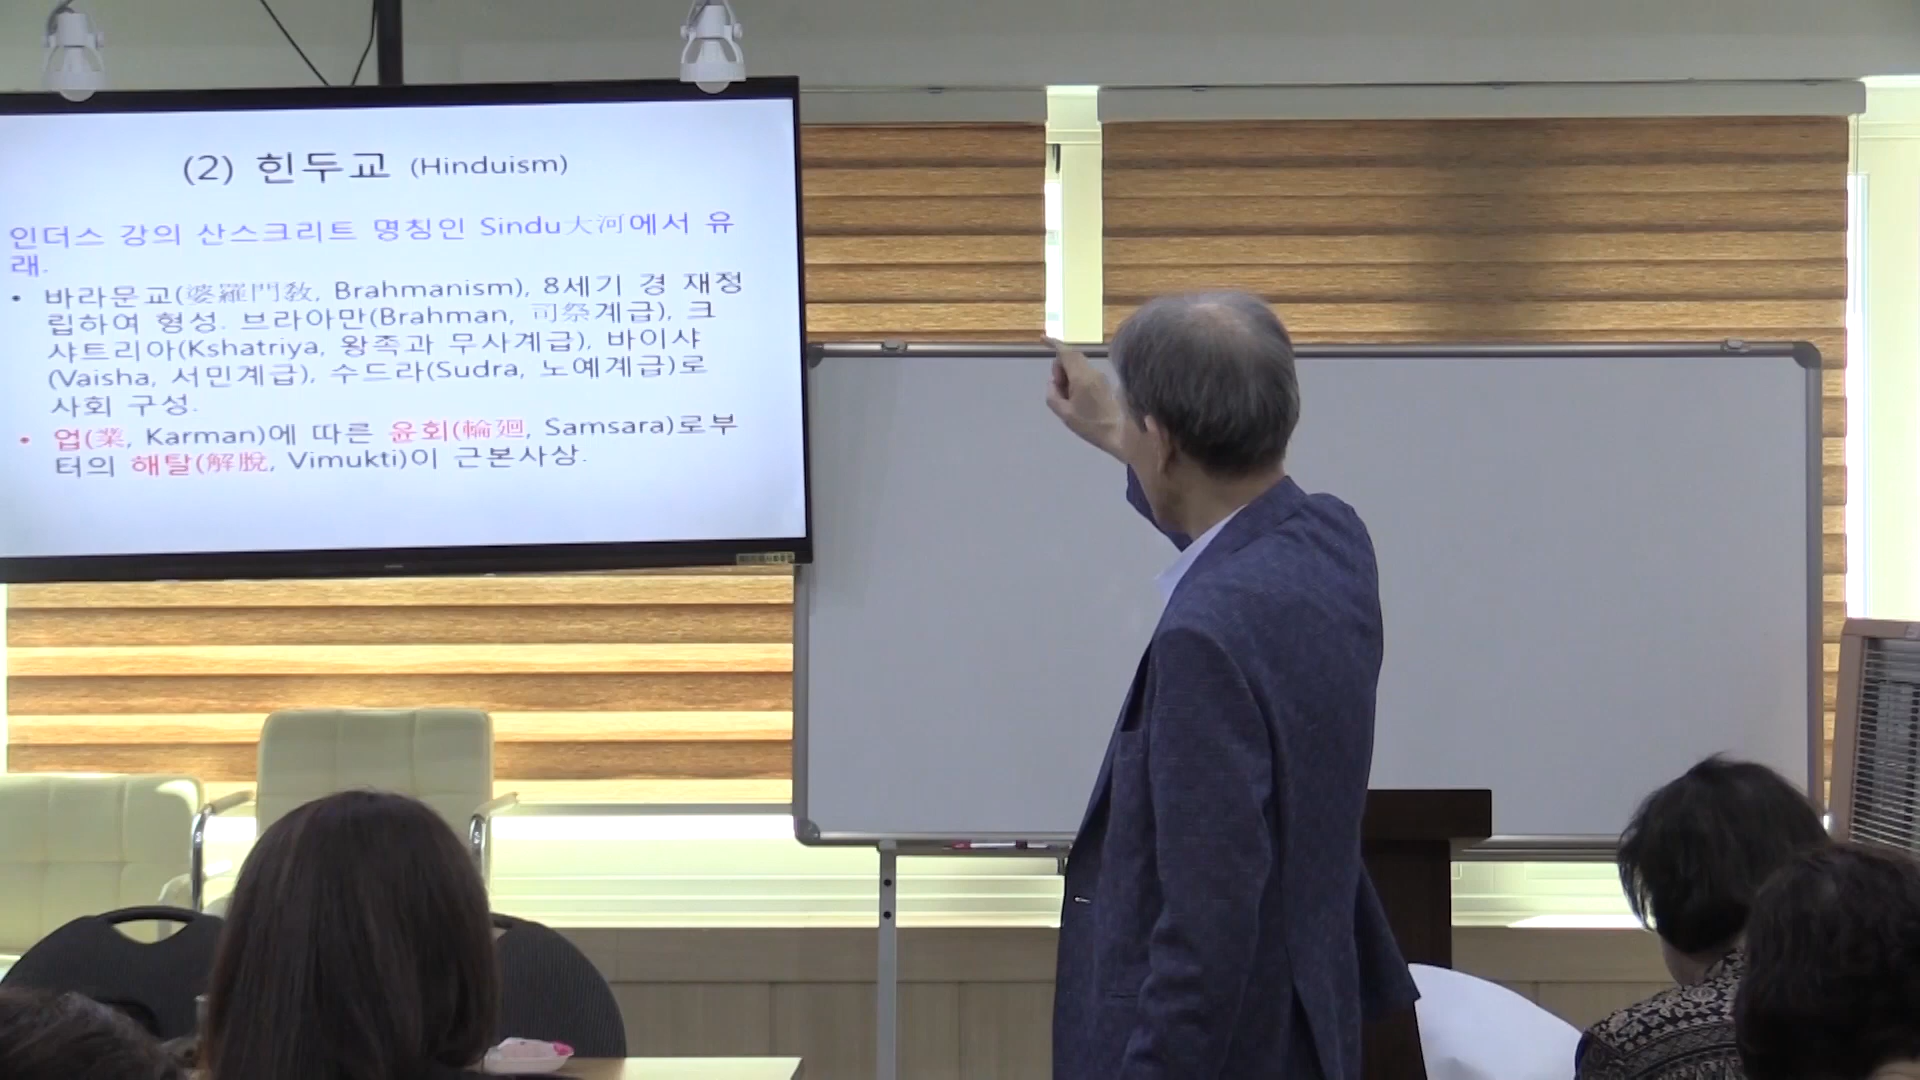 (2) 힌두교 (Hinduism)
인더스 강의 산스크리트 명칭인 Sindu大河에서 유
래.
• 바라문교(婆羅門敎, Brahmanism), 8세기 경 재정
립하여 형성. 브라아만(Brahman, 司祭계급), 크
샤트리아(Kshatriya, 왕족과 무사계급), 바이샤
(Vaisha, 서민계급), 수드라(Sudra, 노예계급)로
사회 구성.
• 업(業, Karman)에 따른 윤회(輪廻, Samsara)로부
터의 해탈(解脫, Vimukti)이 근본사상.